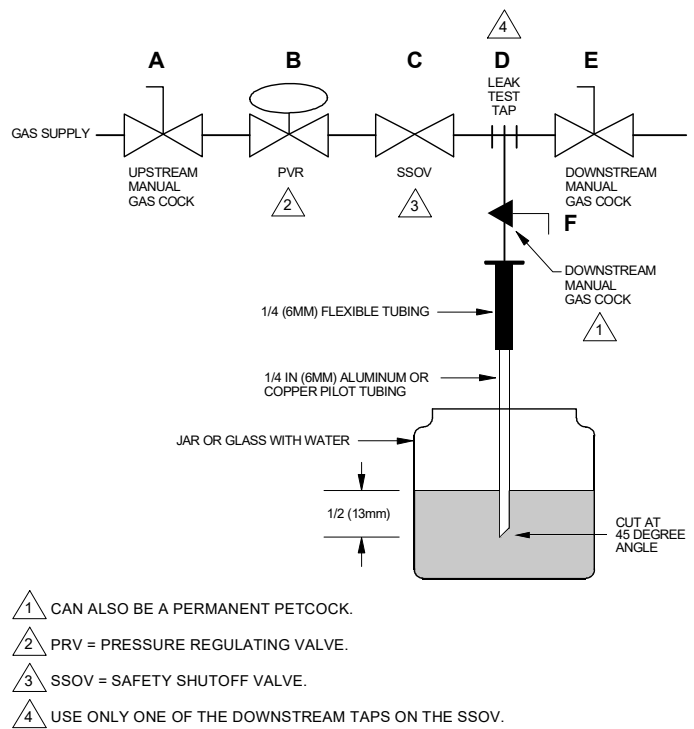 4
A
B
C
D
E
LEAK
TEST
TAP
GAS SUPPLY
UPSTREAM
MANUAL
GAS COCK
PVR
2
SSOV
3
DOWNSTREAM
MANUAL
GAS COCK
F
DOWNSTREAM
MANUAL
GAS COCK
1
1/4 (6MM) FLEXIBLE TUBING
1/4 IN (6MM) ALUMINUM OR
COPPER PILOT TUBING
JAR OR GLASS WITH WATER
1/2 (13mm)
CUT AT
45 DEGREE
ANGLE
1 CAN ALSO BE A PERMANENT PETCOCK.
2 PRV = PRESSURE REGULATING VALVE.
3 SSOV = SAFETY SHUTOFF VALVE.
4 USE ONLY ONE OF THE DOWNSTREAM TAPS ON THE SSOV.